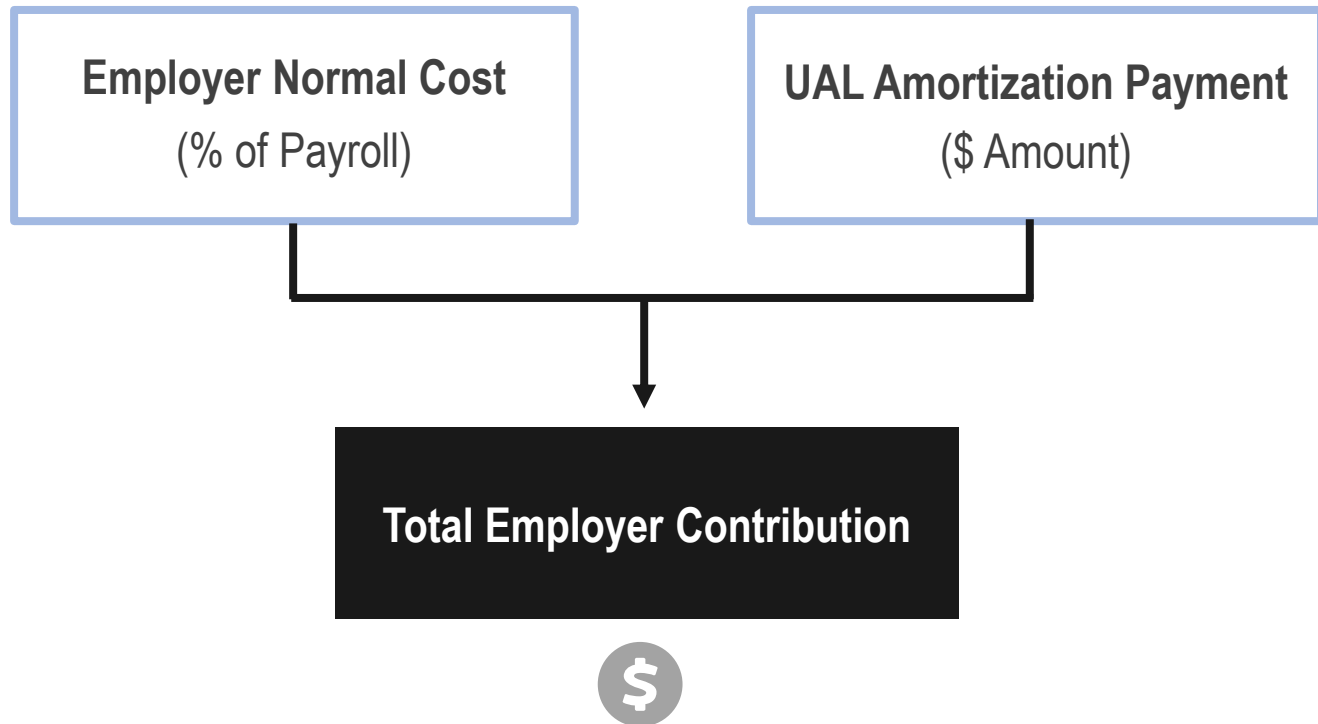 Employer Normal Cost
(% of Payroll)
UAL Amortization Payment
($ Amount)
Total Employer Contribution
$